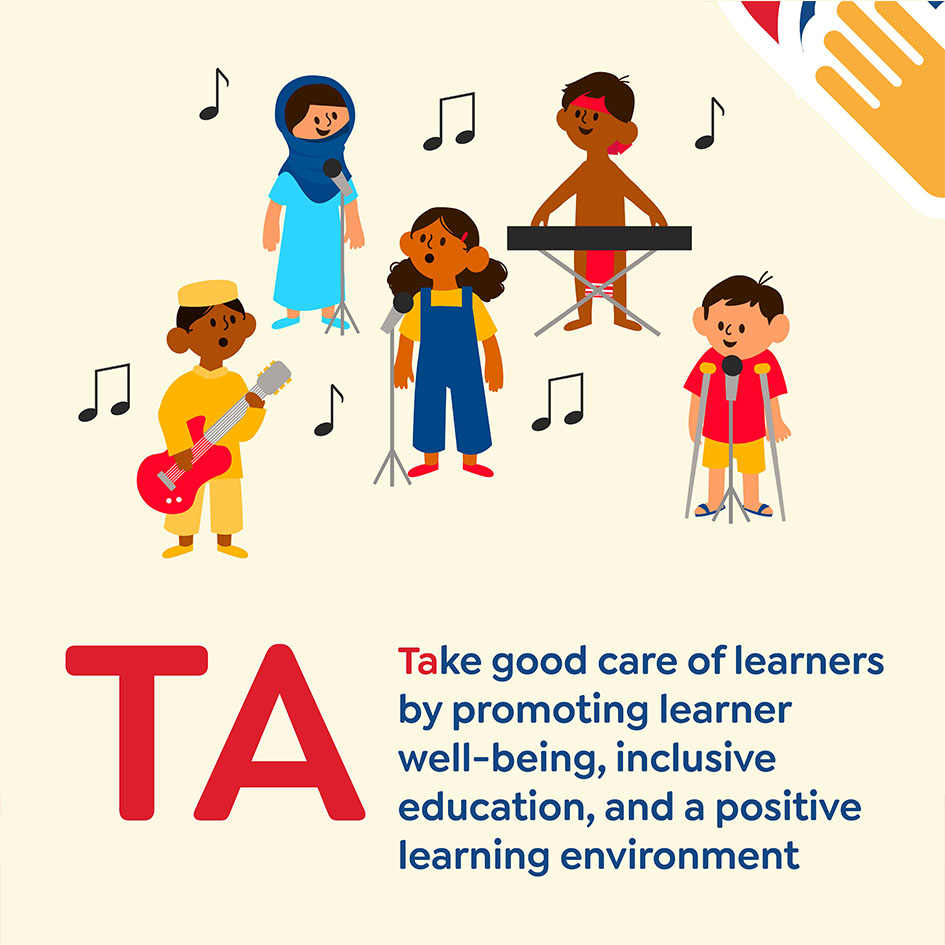 TA
Take good care of learners
by promoting learner
well-being, inclusive
education, and a positive
learning environment